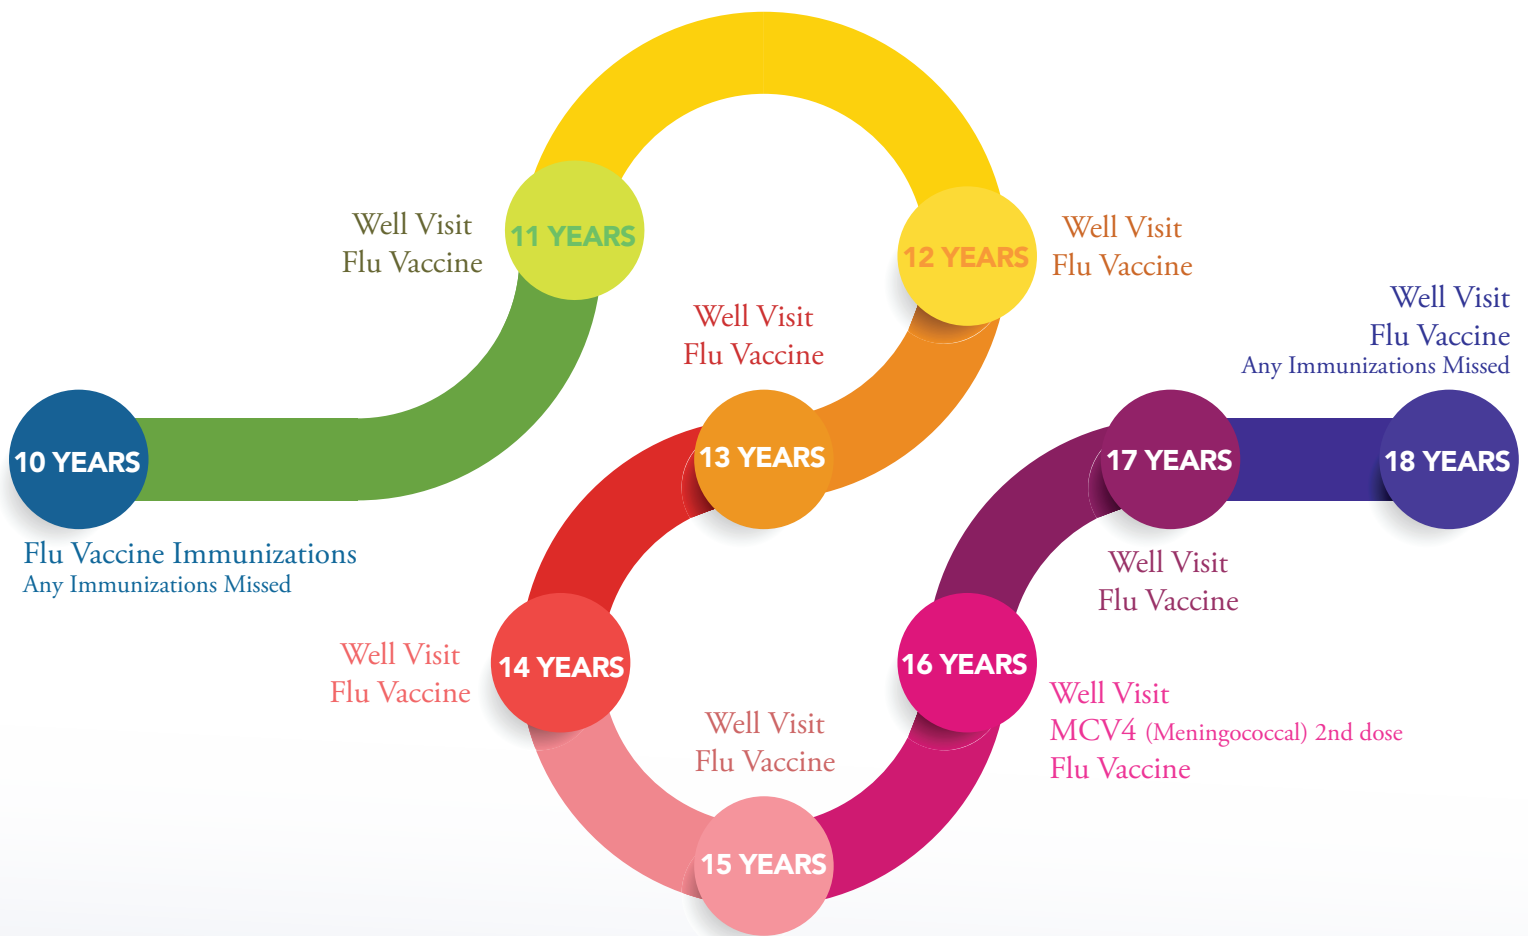 10 YEARS
Flu Vaccine Immunizations
Any Immunizations Missed
11 YEARS
Well Visit
Flu Vaccine
12 YEARS
Well Visit
Flu Vaccine
Well Visit
Flu Vaccine
13 YEARS
14 YEARS
Well Visit
Flu Vaccine
Well Visit
Flu Vaccine
15 YEARS
16 YEARS
Well Visit
MCV4 (Meningococcal) 2nd dose
Flu Vaccine
17 YEARS
Well Visit
Flu Vaccine
Well Visit
Flu Vaccine
Any Immunizations Missed
18 YEARS